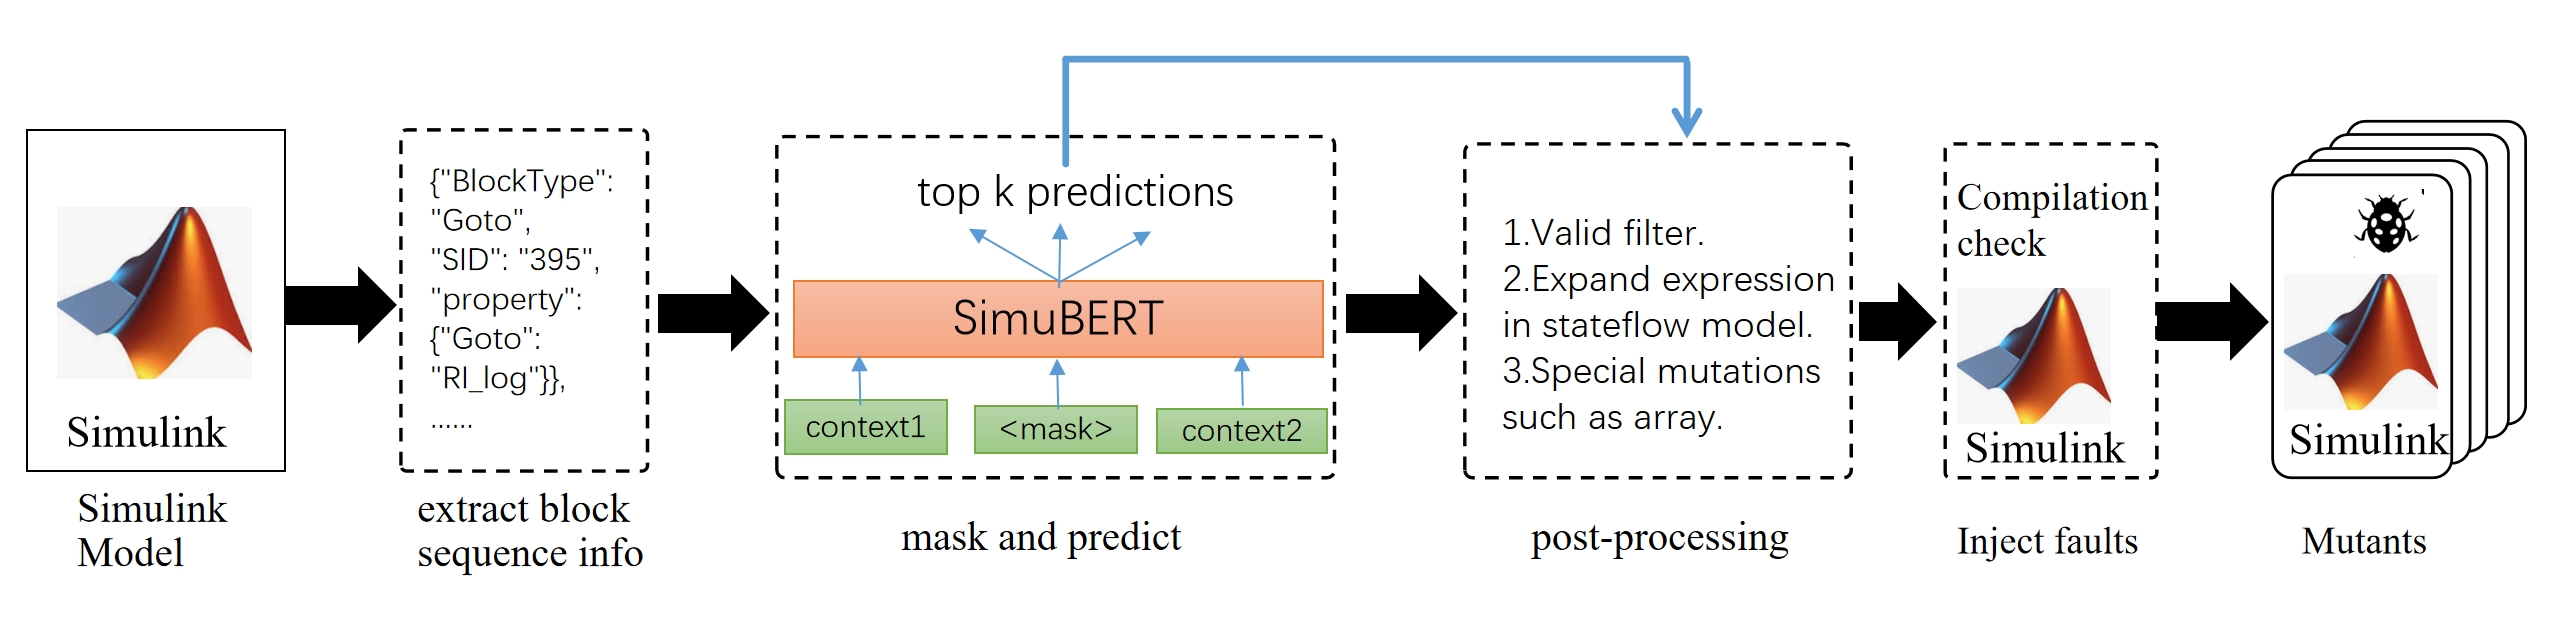 Simulink
Simulink
Model
{"BlockType":
"Goto",
"SID": "395",
"property":
{"Goto":
"RI_log"}},
......
extract block
sequence info
top k predictions
SimuBERT
context1
<mask>
context2
mask and predict
1.Valid filter.
2.Expand expression
in stateflow model.
3.Special mutations
such as array.
post-processing
Compilation
check
Simulink
Inject faults
Simulink
Mutants